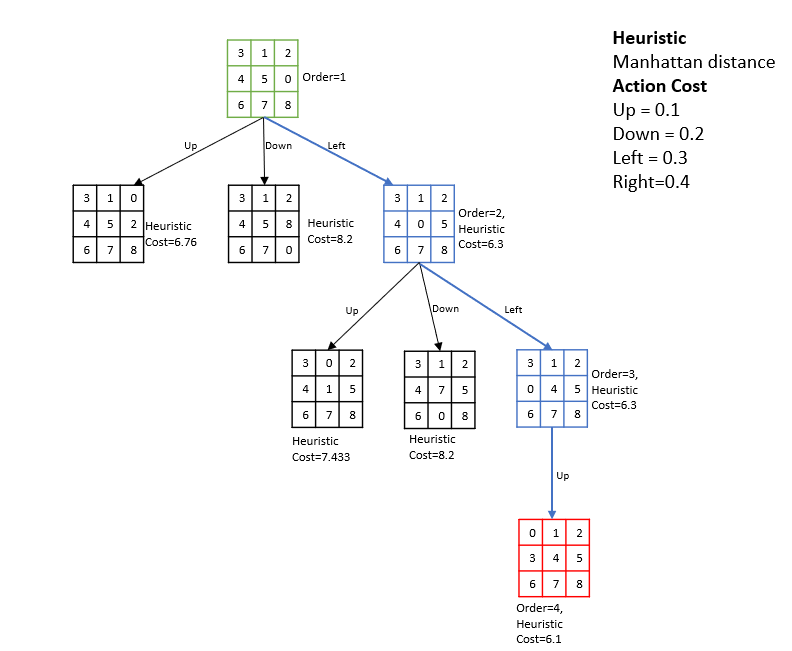 Heuristic
Manhattan distance
Action Cost
Up = 0.1
Down = 0.2
Left = 0.3
Right=0.4
3 1 2
4 5 0
6 7 8
Order=1
Up
Down
Left
3 1 0
4 5 2
6 7 8
Heuristic
Cost=6.76
3 1 2
4 5 8
6 7 0
Heuristic
Cost=8.2
3 1 2
4 0 5
6 7 8
Order=2,
Heuristic
Cost=6.3
Up
Down
Left
3 0 2
4 1 5
6 7 8
Heuristic
Cost=7.433
3 1 2
4 7 5
6 0 8
Heuristic
Cost=8.2
3 1 2
0 4 5
6 7 8
Order=3,
Heuristic
Cost=6.3
Up
0 1 2
3 4 5
6 7 8
Order=4,
Heuristic
Cost=6.1